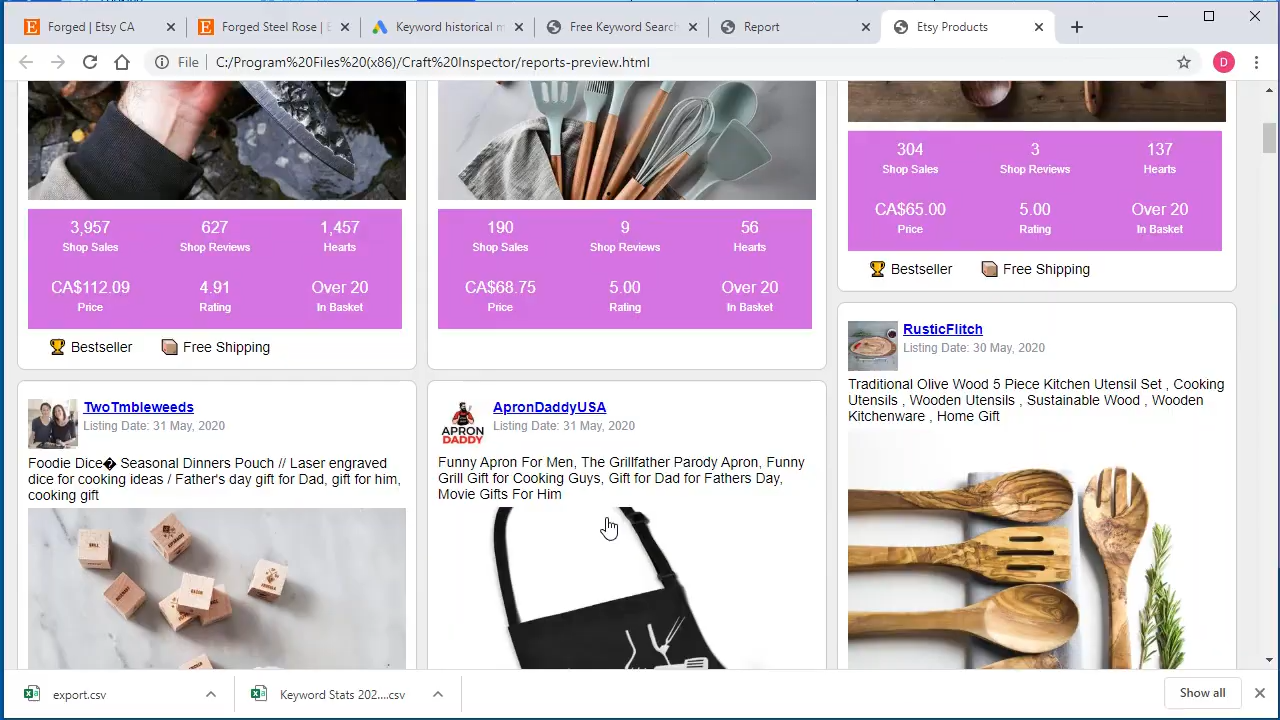 Forged | Etsy CA
Forged Steel Rose | E
Keyword historical m
Free Keyword Search
Report
Etsy Products
File
C:/Program%20Files%20(x86)/Craft%20Inspector/reports-preview.html
D
3,957
627
1,457
Shop Sales
Shop Reviews
Hearts
CA$112.09
4.91
Over 20
Price
Rating
In Basket
Bestseller
Free Shipping
190
9
56
Shop Sales
Shop Reviews
Hearts
CA$68.75
5.00
Over 20
Price
Rating
In Basket
304
3
137
Shop Sales
Shop Reviews
Hearts
CA$65.00
5.00
Over 20
Price
Rating
In Basket
Bestseller
Free Shipping
TwoTmbleweeds
Listing Date: 31 May, 2020
Foodie Dice� Seasonal Dinners Pouch // Laser engraved
dice for cooking ideas / Father's day gift for Dad, gift for him,
cooking gift
APRON
DADDY
ApronDaddyUSA
Listing Date: 31 May, 2020
Funny Apron For Men, The Grillfather Parody Apron, Funny
Grill Gift for Cooking Guys, Gift for Dad for Fathers Day,
Movie Gifts For Him
RusticFlitch
Listing Date: 30 May, 2020
Traditional Olive Wood 5 Piece Kitchen Utensil Set , Cooking
Utensils , Wooden Utensils , Sustainable Wood , Wooden
Kitchenware , Home Gift
export.csv
Keyword Stats 202....csv
Show all